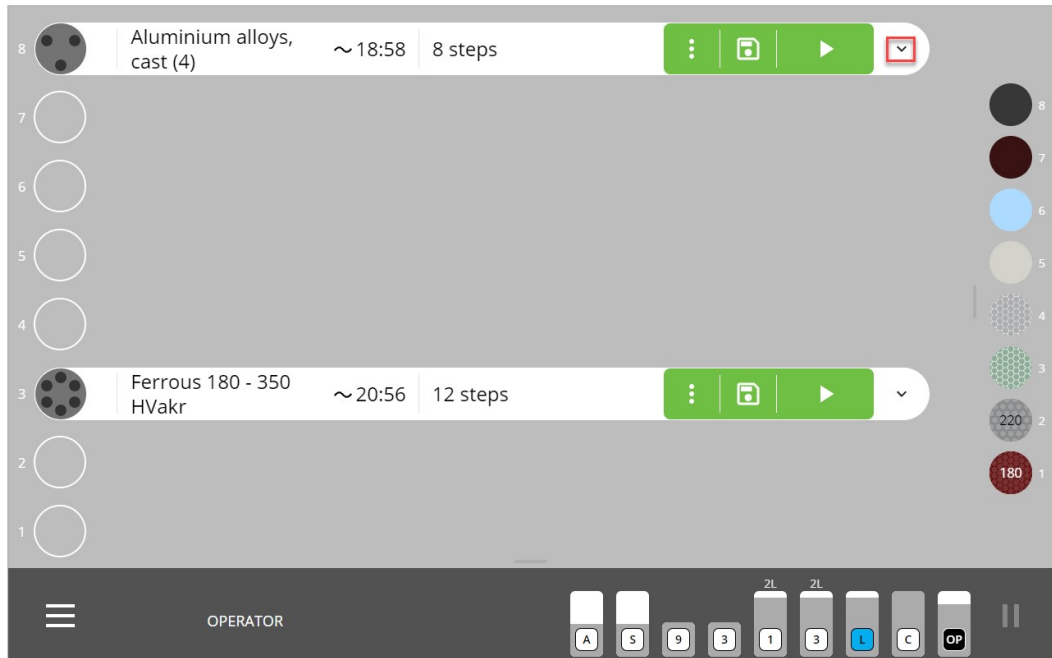 8
Aluminium alloys,
cast (4)
~18:58
8 steps
7
6
5
4
3
Ferrous 180 - 350
HVakr
~20:56
12 steps
2
1
8
7
6
5
4
3
220 2
180 1
OPERATOR
2L 2L
A S 9 3 1 3 L C OP